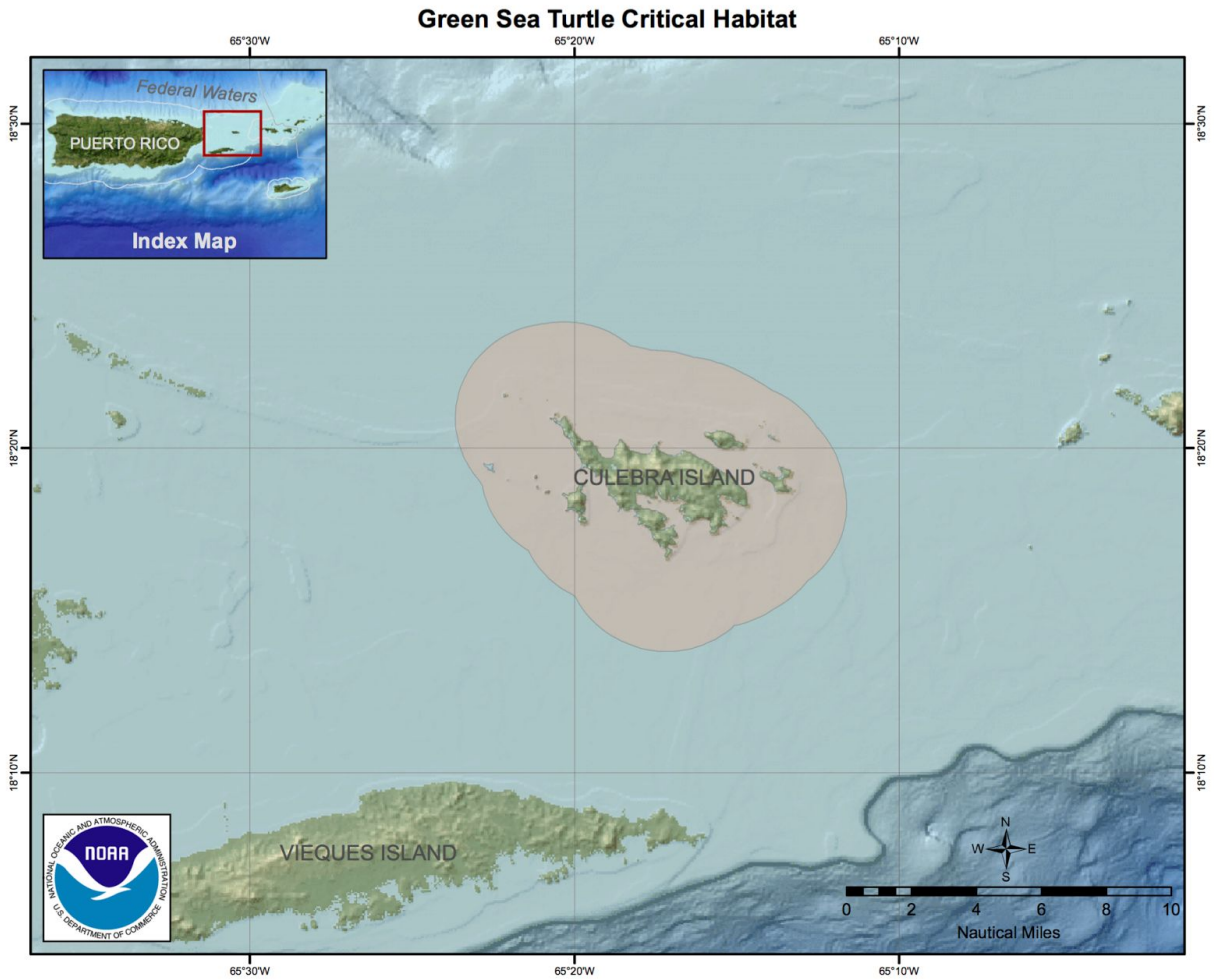 Green Sea Turtle Critical Habitat
65°30'W
65°20'W
65°10'W
Federal Waters
PUERTO RICO
Index Map
18°30'N
18°30'N
18°20'N
18°20'N
CULEBRA ISLAND
18°10'N
18°10'N
VIEQUES ISLAND
NATIONAL OCEANIC AND ATMOSPHERIC ADMINISTRATION
NOAA
U.S. DEPARTMENT OF COMMERCE
N
W E
S
0 2 4 6 8 10
Nautical Miles
65°30'W
65°20'W
65°10'W